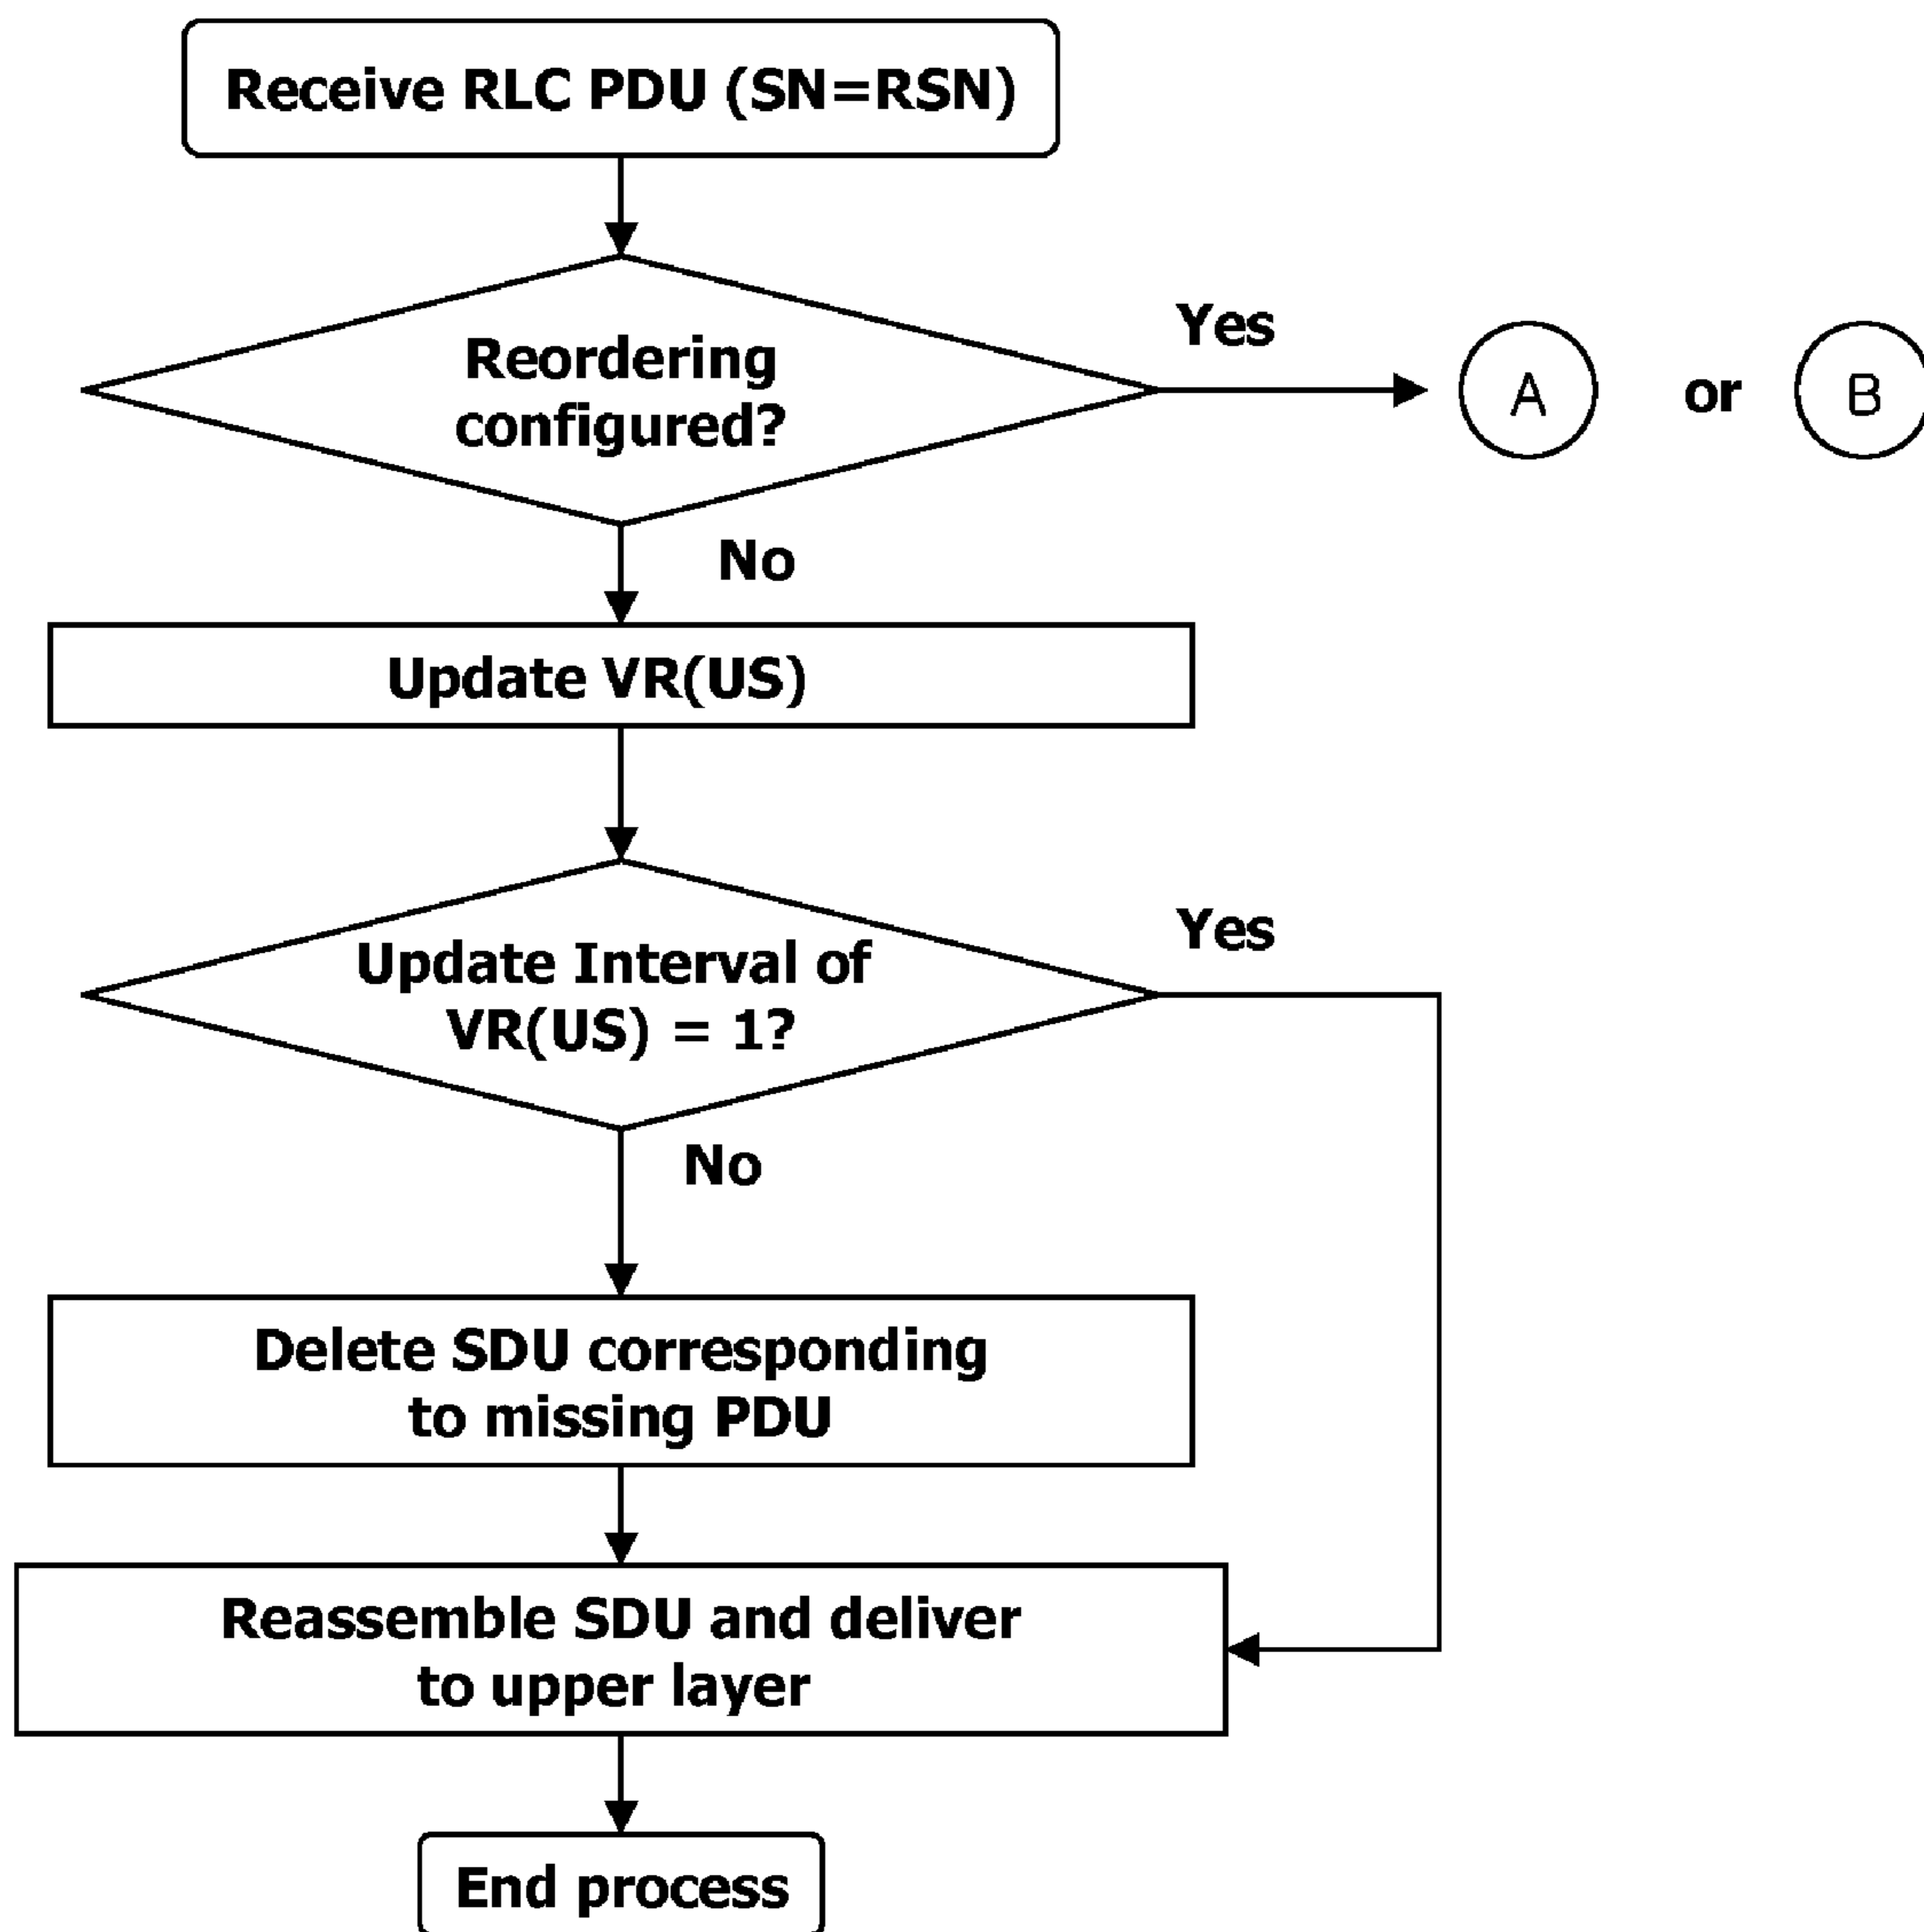 Receive RLC PDU (SN=RSN)
Reordering
configured?
Yes
A or B
No
Update VR(US)
Update Interval of
VR(US) = 1?
Yes
No
Delete SDU corresponding
to missing PDU
Reassemble SDU and deliver
to upper layer
End process